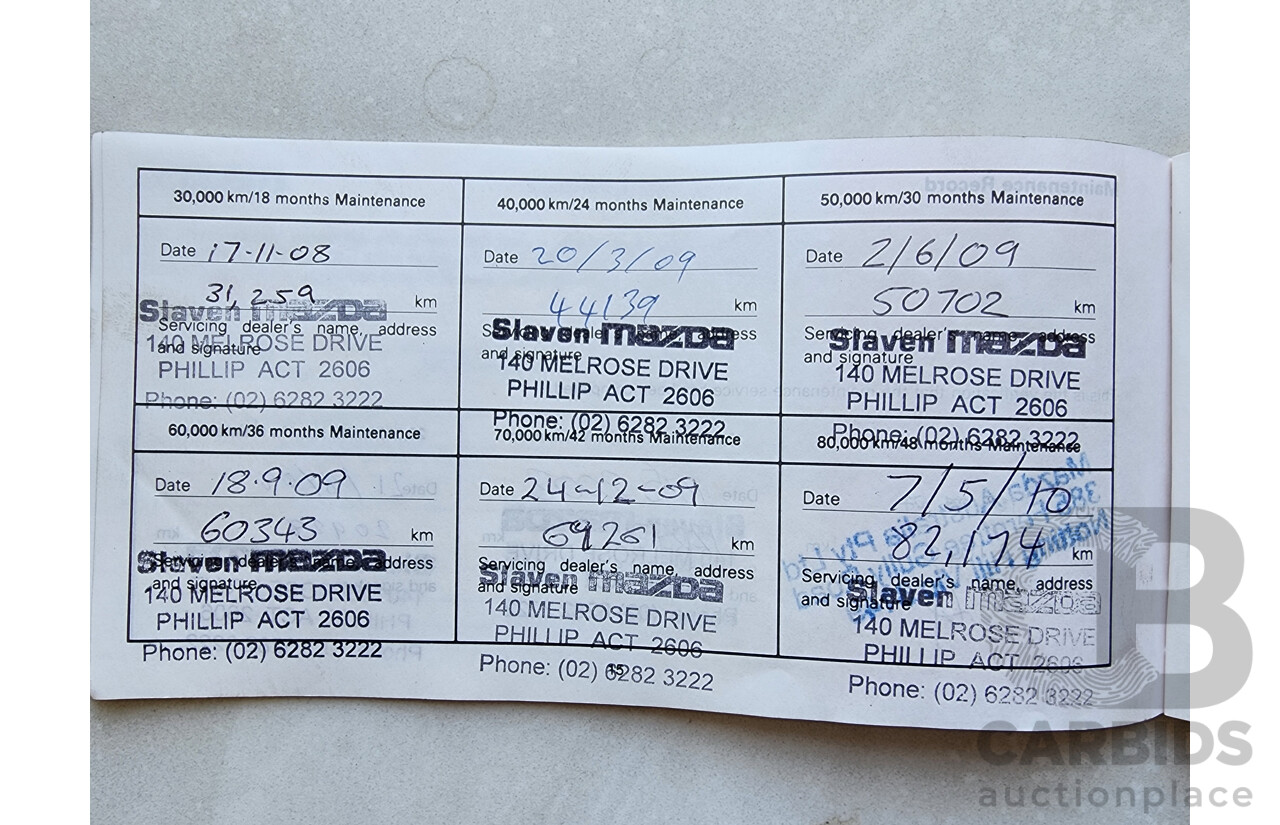 30,000 km/18 months Maintenance
Date 17-11-08
31,259 km
Servicing dealer's name, address
and signature
Slaven mazda
140 MELROSE DRIVE
PHILLIP ACT 2606
Phone: (02) 6282 3222
40,000 km/24 months Maintenance
Date 20/3/09
44139 km
Servicing dealer's name, address
and signature
Slaven mazda
140 MELROSE DRIVE
PHILLIP ACT 2606
Phone: (02) 6282 3222
50,000 km/30 months Maintenance
Date 2/6/09
50702 km
Servicing dealer's name, address
and signature
Slaven mazda
140 MELROSE DRIVE
PHILLIP ACT 2606
Phone: (02) 6282 3222
60,000 km/36 months Maintenance
Date 18.9.09
60343 km
Servicing dealer's name, address
and signature
Slaven mazda
140 MELROSE DRIVE
PHILLIP ACT 2606
Phone: (02) 6282 3222
70,000 km/42 months Maintenance
Date 24-12-09
69261 km
Servicing dealer's name, address
and signature
Slaven mazda
140 MELROSE DRIVE
PHILLIP ACT 2606
Phone: (02) 6282 3222
80,000 km/48 months Maintenance
Date 7/5/10
82,174 km
Servicing dealer's name, address
and signature
Slaven mazda
140 MELROSE DRIVE
PHILLIP ACT 2606
Phone: (02) 6282 3222
15
Maintenance Record
B
CARBIDS
auctionplace